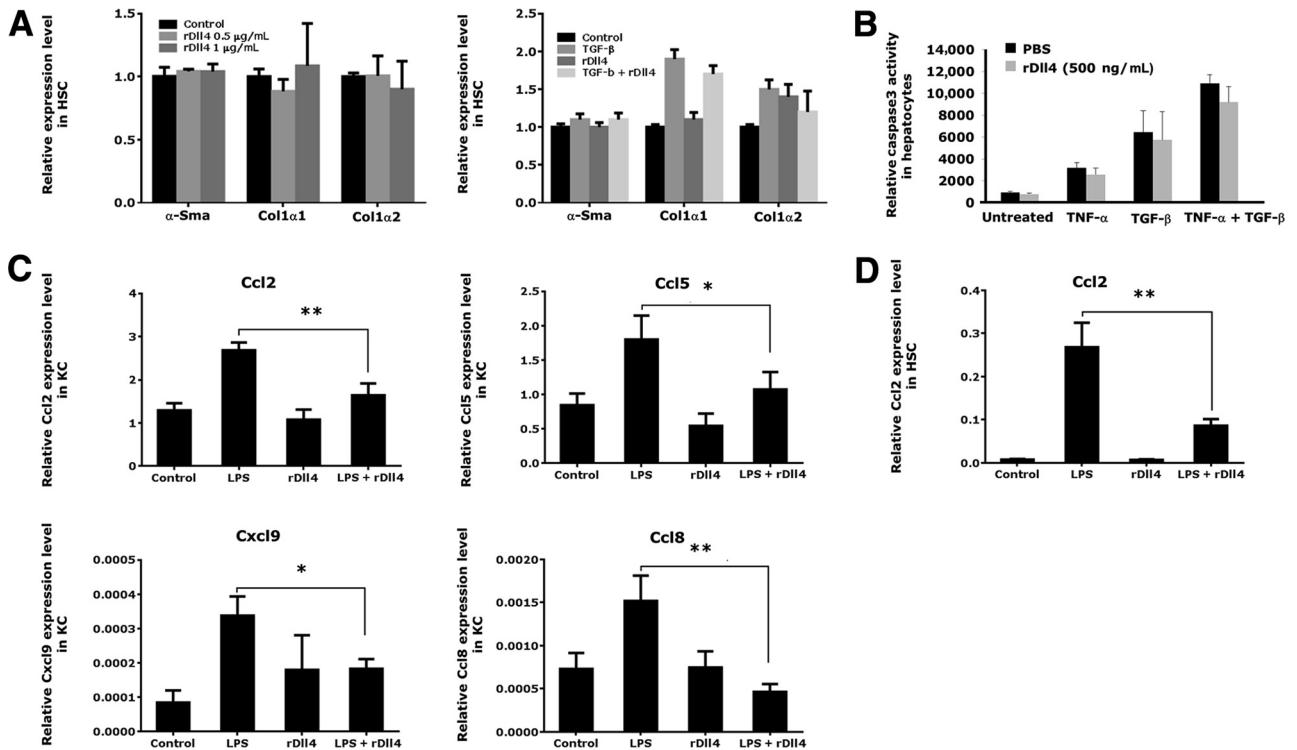 A
Relative expression level
in HSC
1.5
1.0
0.5
0.0
Control
rDll4 0.5 µg/mL
rDll4 1 µg/mL
α-Sma Col1α1 Col1α2
Relative expression level
in HSC
2.5
2.0
1.5
1.0
0.5
0.0
Control
TGF-β
rDll4
TGF-b + rDll4
α-Sma Col1α1 Col1α2
B
Relative caspase3 activity
in hepatocytes
14,000
12,000
10,000
8000
6000
4000
2000
0
PBS
rDll4 (500 ng/mL)
Untreated TNF-α TGF-β TNF-α + TGF-β
C
Ccl2
Relative Ccl2 expression level
in KC
4
3
2
1
0
**
Control LPS rDll4 LPS + rDll4
Ccl5
Relative Ccl5 expression level
in KC
2.5
2.0
1.5
1.0
0.5
0.0
*
Control LPS rDll4 LPS + rDll4
D
Ccl2
Relative Ccl2 expression level
in HSC
0.4
0.3
0.2
0.1
0.0
**
Control LPS rDll4 LPS + rDll4
Cxcl9
Relative Cxcl9 expression level
in KC
0.0005
0.0004
0.0003
0.0002
0.0001
0.0000
*
Control LPS rDll4 LPS + rDll4
Ccl8
Relative Ccl8 expression level
in KC
0.0020
0.0015
0.0010
0.0005
0.0000
**
Control LPS rDll4 LPS + rDll4